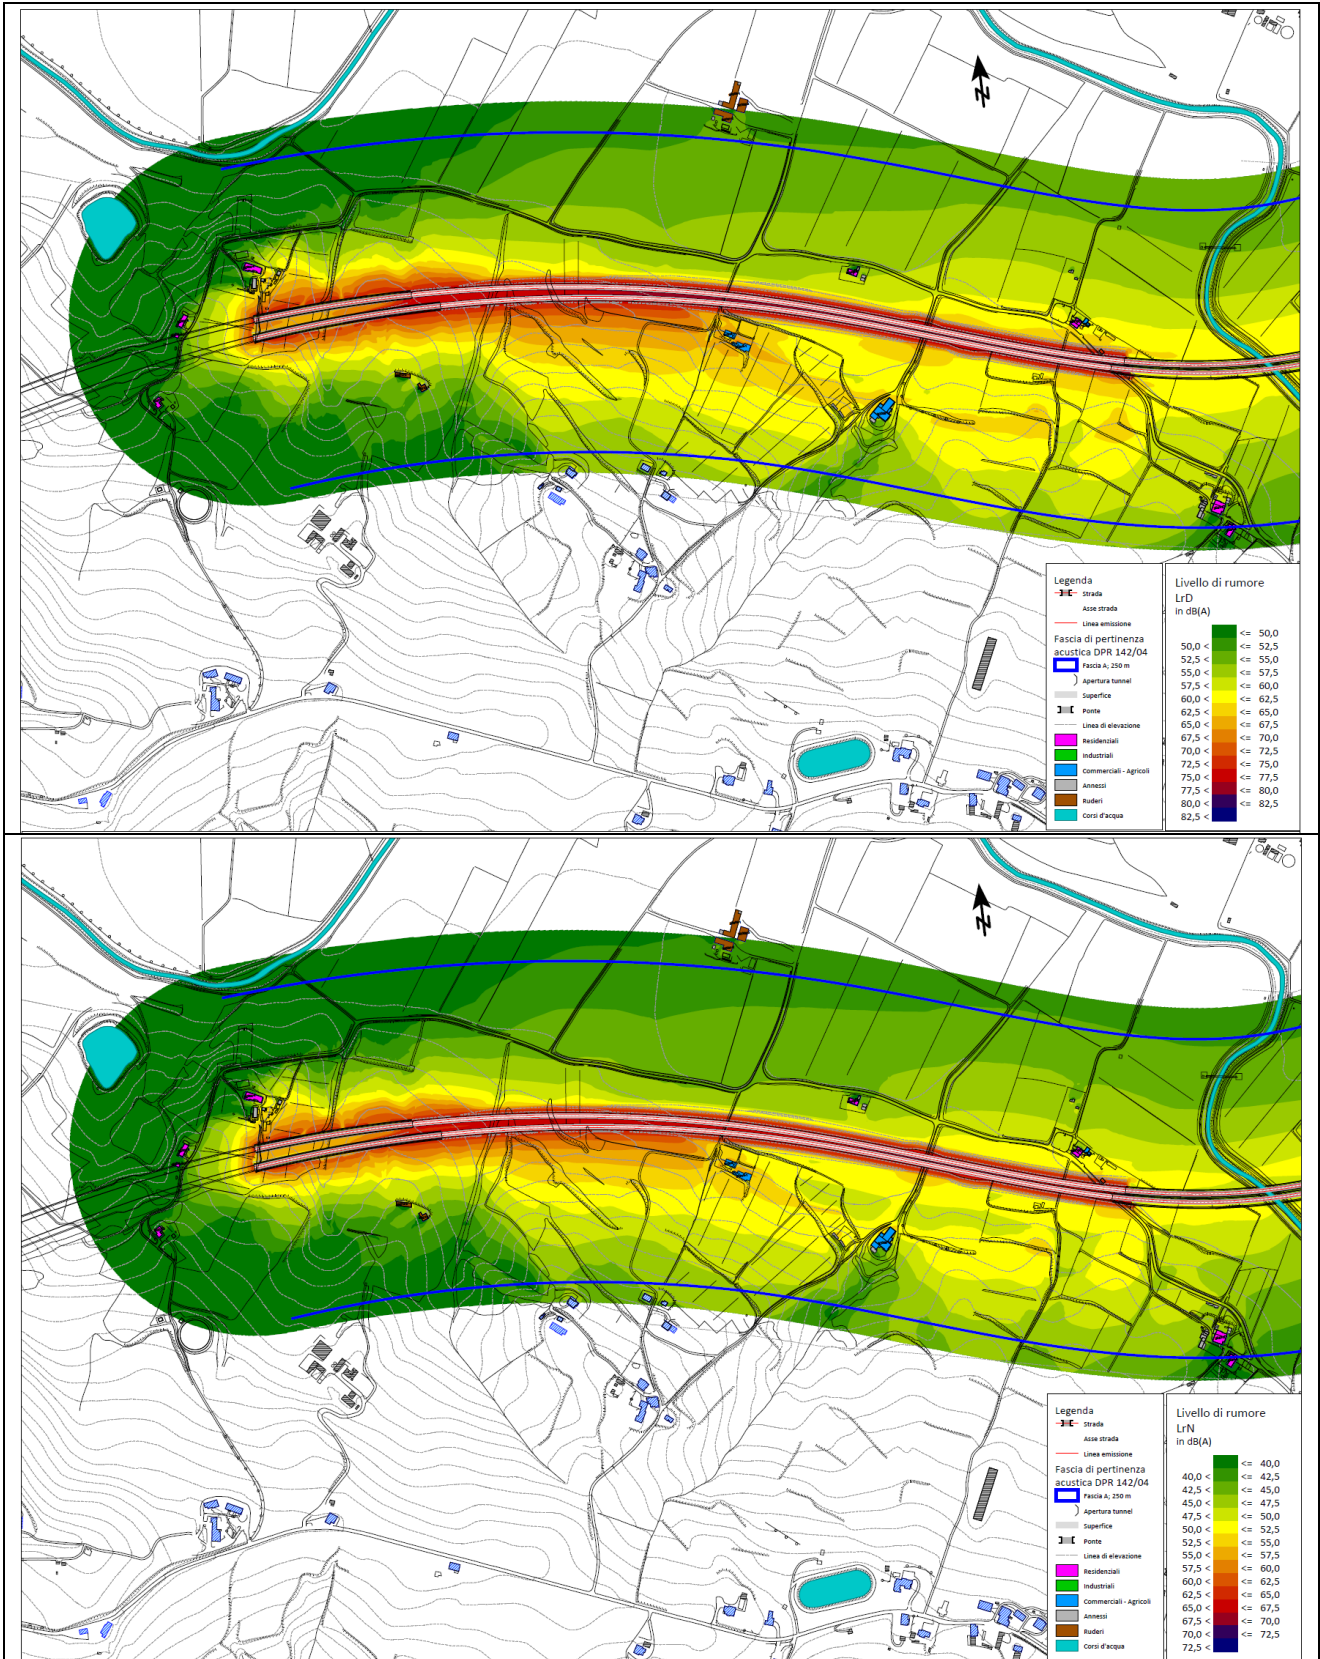 N
Legenda
Strada
Asse strada
Linea emissione
Fascia di pertinenza
acustica DPR 142/04
Fascia A; 250 m
Apertura tunnel
Superfice
Ponte
Linea di elevazione
Residenziali
Industriali
Commerciali - Agricoli
Annessi
Ruderi
Corsi d'acqua
Livello di rumore
LrD
in dB(A)
<= 50,0
50,0 < <= 52,5
52,5 < <= 55,0
55,0 < <= 57,5
57,5 < <= 60,0
60,0 < <= 62,5
62,5 < <= 65,0
65,0 < <= 67,5
67,5 < <= 70,0
70,0 < <= 72,5
72,5 < <= 75,0
75,0 < <= 77,5
77,5 < <= 80,0
80,0 < <= 82,5
82,5 <
N
Legenda
Strada
Asse strada
Linea emissione
Fascia di pertinenza
acustica DPR 142/04
Fascia A; 250 m
Apertura tunnel
Superfice
Ponte
Linea di elevazione
Residenziali
Industriali
Commerciali - Agricoli
Annessi
Ruderi
Corsi d'acqua
Livello di rumore
LrN
in dB(A)
<= 40,0
40,0 < <= 42,5
42,5 < <= 45,0
45,0 < <= 47,5
47,5 < <= 50,0
50,0 < <= 52,5
52,5 < <= 55,0
55,0 < <= 57,5
57,5 < <= 60,0
60,0 < <= 62,5
62,5 < <= 65,0
65,0 < <= 67,5
67,5 < <= 70,0
70,0 < <= 72,5
72,5 <